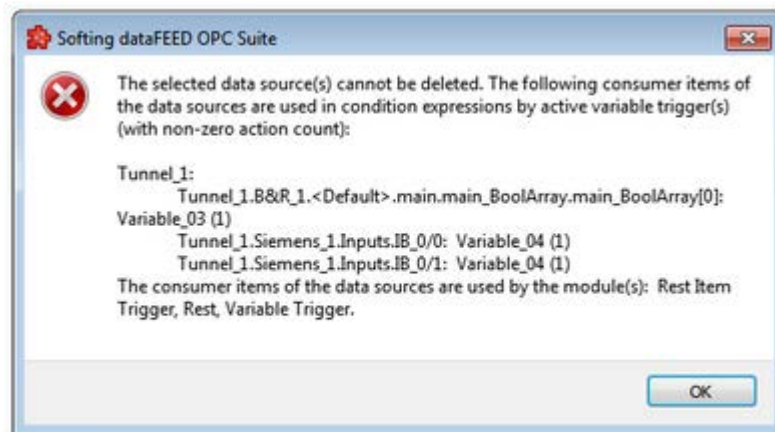 Softing dataFEED OPC Suite
The selected data source(s) cannot be deleted. The following consumer items of
the data sources are used in condition expressions by active variable trigger(s)
(with non-zero action count):
Tunnel_1:
Tunnel_1.B&R_1.<Default>.main.main_BoolArray.main_BoolArray[0]:
Variable_03 (1)
Tunnel_1.Siemens_1.Inputs.IB_0/0:  Variable_04 (1)
Tunnel_1.Siemens_1.Inputs.IB_0/1:  Variable_04 (1)
The consumer items of the data sources are used by the module(s):  Rest Item
Trigger, Rest, Variable Trigger.
OK